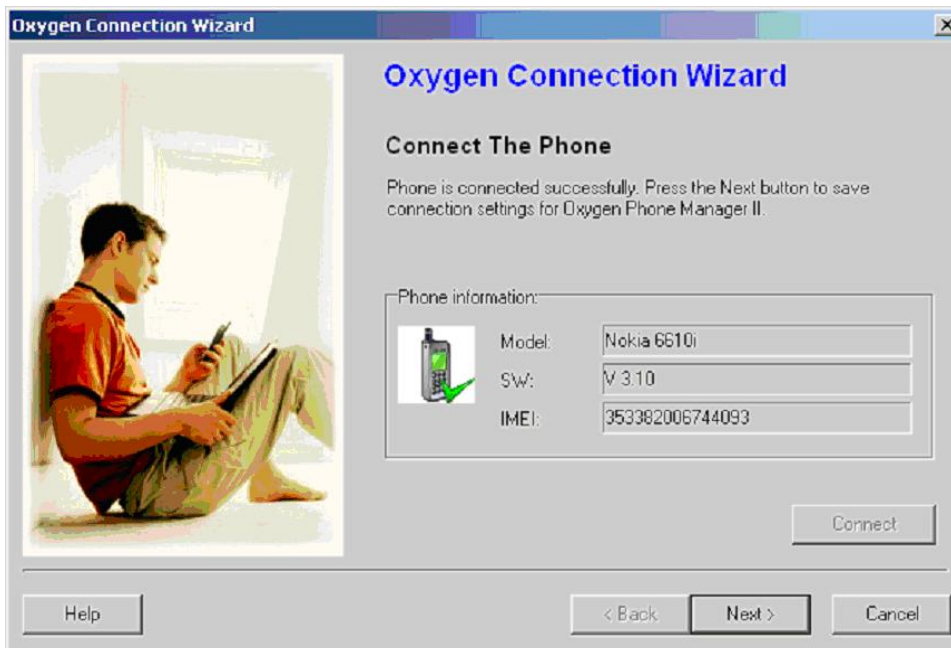 Oxygen Connection Wizard
Oxygen Connection Wizard
Connect The Phone
Phone is connected successfully. Press the Next button to save
connection settings for Oxygen Phone Manager II.
Phone information:
Model: Nokia 6610i
SW: V 3.10
IMEI: 353382006744093
Connect
Help < Back Next > Cancel